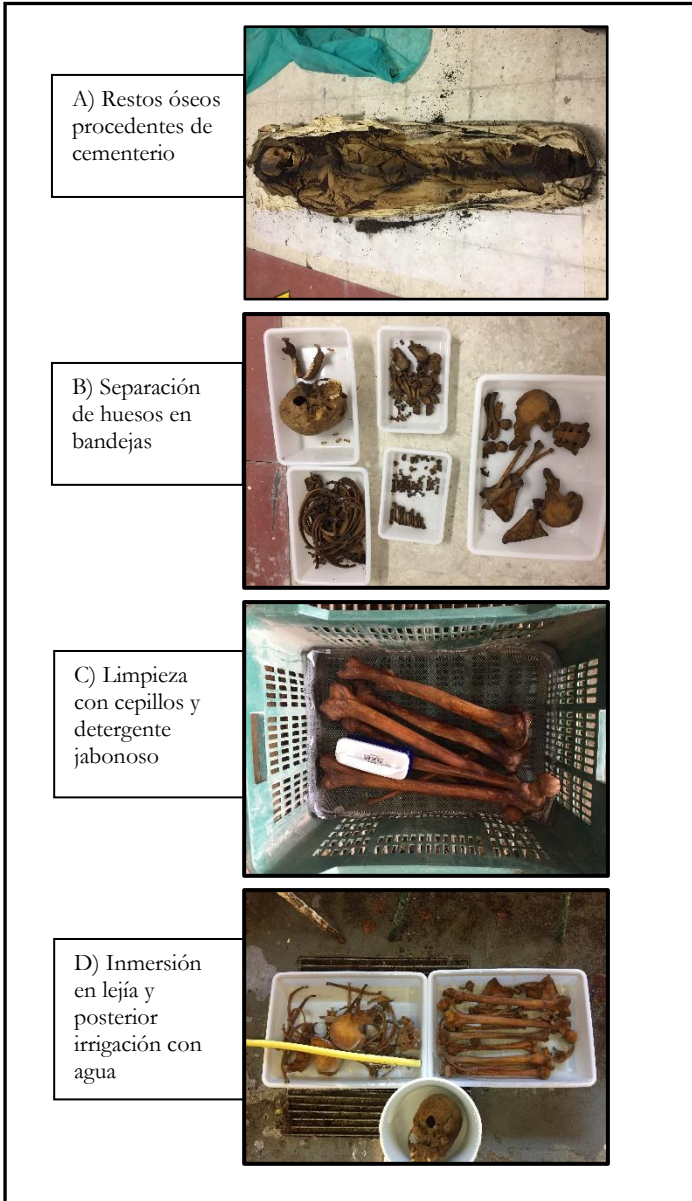 A) Restos óseos
procedentes de
cementerio
B) Separación
de huesos en
bandejas
C) Limpieza
con cepillos y
detergente
jabonoso
D) Inmersión
en lejía y
posterior
irrigación con
agua